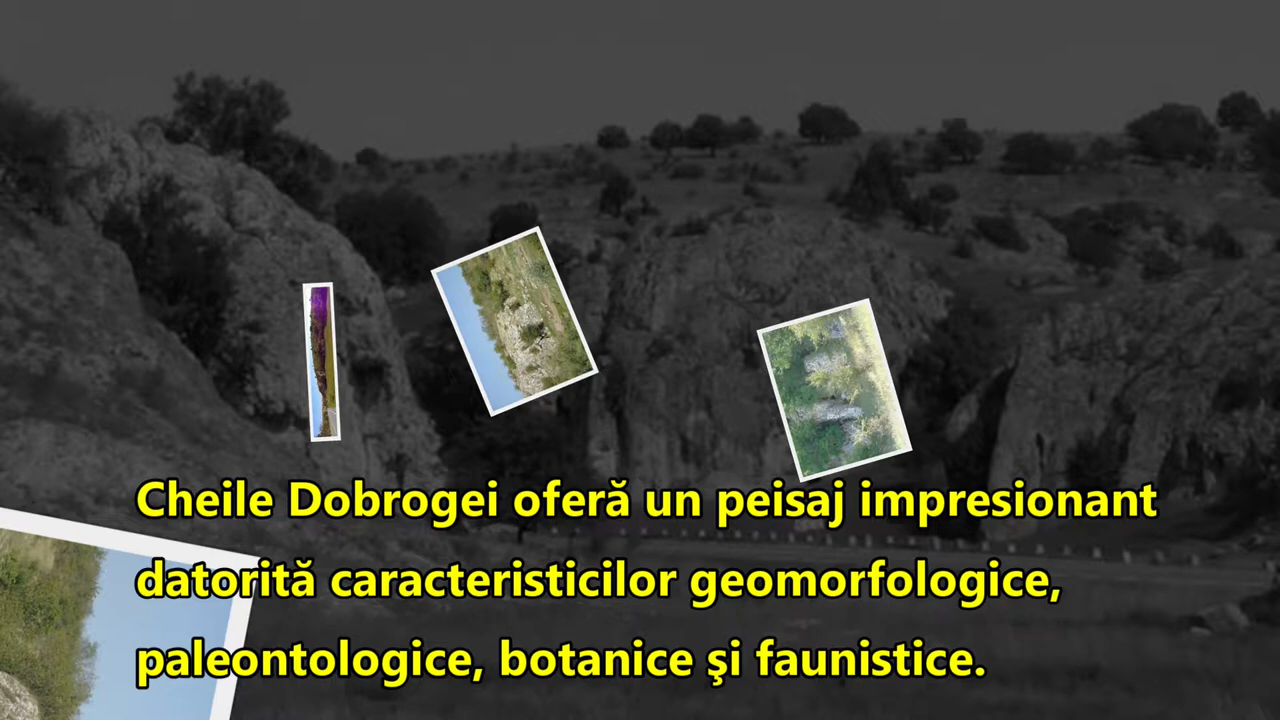 Cheile Dobrogei oferă un peisaj impresionant
datorită caracteristicilor geomorfologice,
paleontologice, botanice şi faunistice.